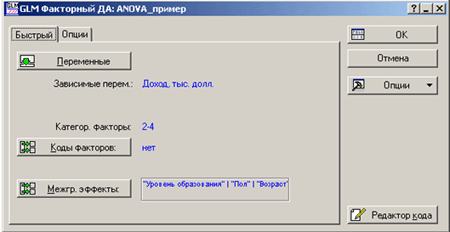 GLM Факторный ДА: ANOVA_пример
Быстрый
Опции
Переменные
Зависимые перем.: Доход, тыс. долл.
Категор. факторы: 2-4
Коды факторов: нет
Межгр. эффекты: "Уровень образования" | "Пол" | "Возраст"
OK
Отмена
Опции
Редактор кода